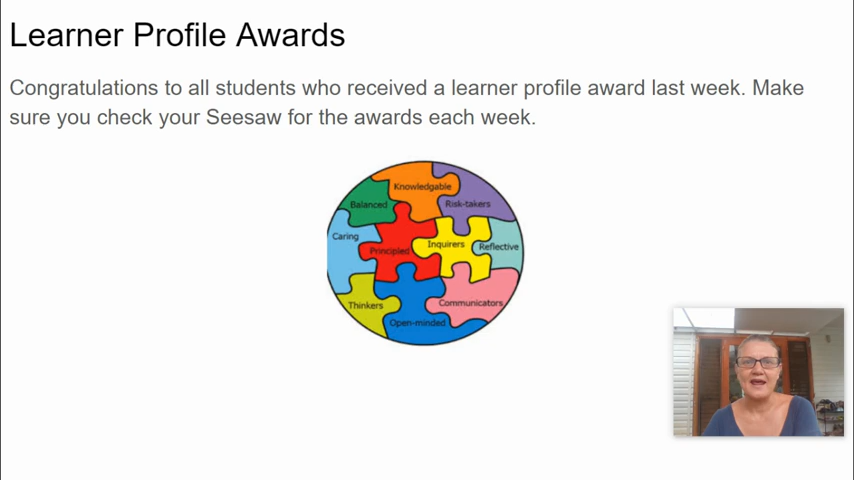 Learner Profile Awards
Congratulations to all students who received a learner profile award last week. Make
sure you check your Seesaw for the awards each week.
Knowledgable
Balanced
Risk-takers
Caring
Principled
Inquirers
Reflective
Thinkers
Communicators
Open-minded